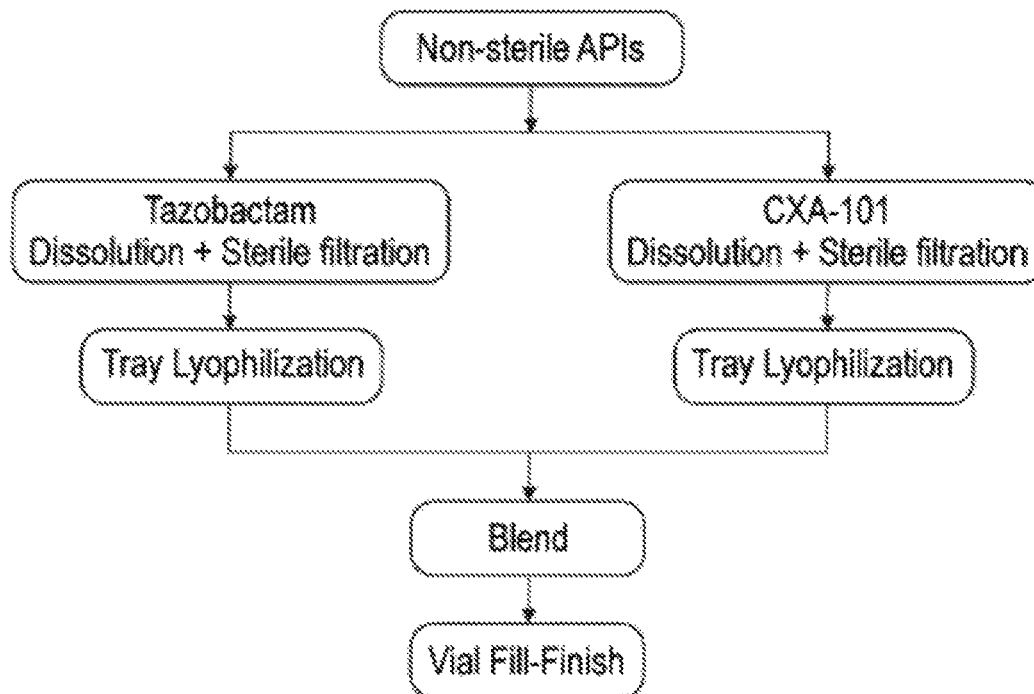 Non-sterile APIs
Tazobactam
Dissolution + Sterile filtration
CXA-101
Dissolution + Sterile filtration
Tray Lyophilization
Tray Lyophilization
Blend
Vial Fill-Finish